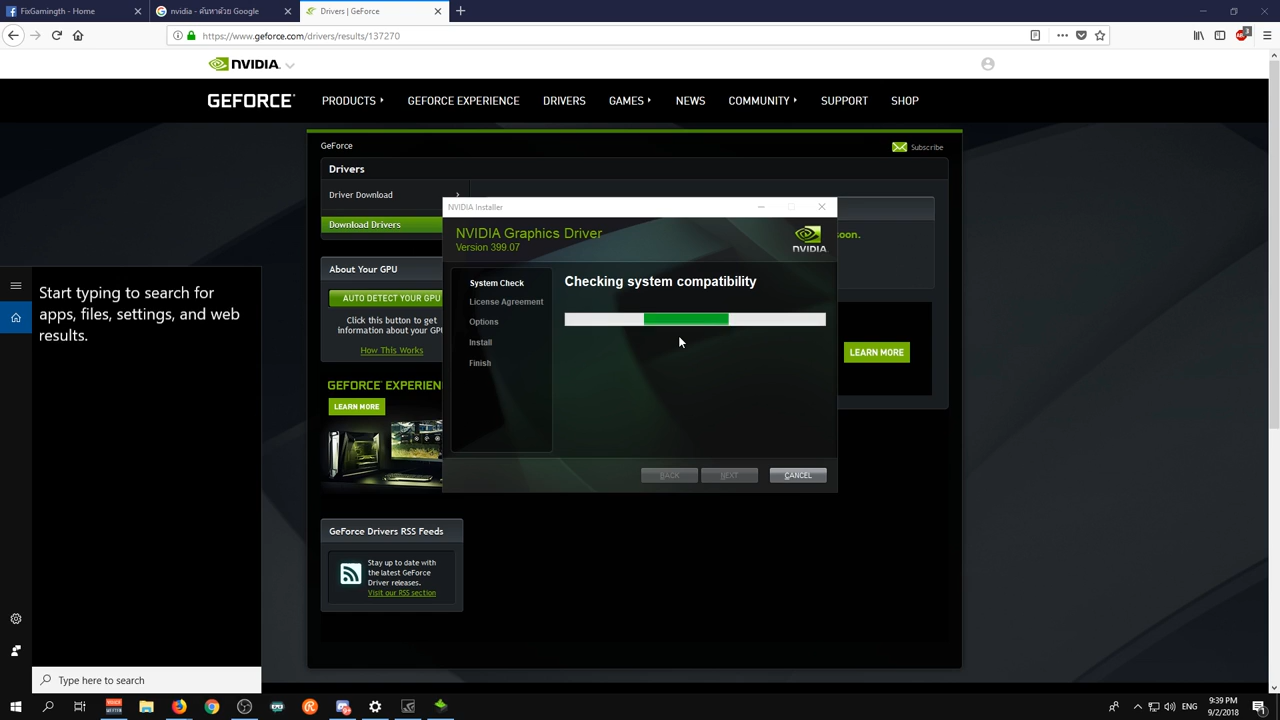 FixGamingth - Home
nvidia - ค้นหาด้วย Google
Drivers | GeForce
https://www.geforce.com/drivers/results/137270
NVIDIA
GEFORCE
PRODUCTS
GEFORCE EXPERIENCE
DRIVERS
GAMES
NEWS
COMMUNITY
SUPPORT
SHOP
GeForce
Subscribe
Drivers
Driver Download
Download Drivers
soon.
About Your GPU
AUTO DETECT YOUR GPU
Click this button to get
information about your GPU
How This Works
GEFORCE EXPERIEN
LEARN MORE
LEARN MORE
GeForce Drivers RSS Feeds
Stay up to date with
the latest GeForce
Driver releases.
Visit our RSS section
NVIDIA Installer
NVIDIA Graphics Driver
Version 399.07
NVIDIA
System Check
License Agreement
Options
Install
Finish
Checking system compatibility
BACK
NEXT
CANCEL
Start typing to search for
apps, files, settings, and web
results.
Type here to search
ENG
9:39 PM
9/2/2018